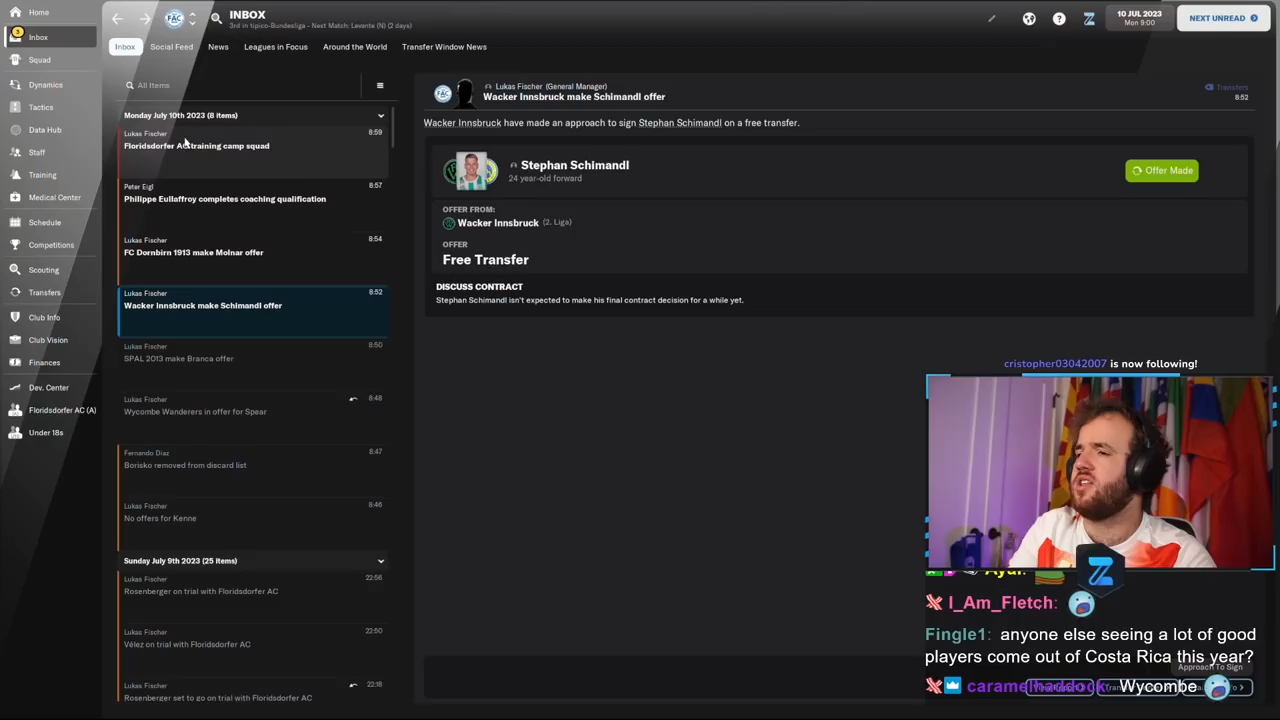 Home
3
Inbox
Squad
Dynamics
Tactics
Data Hub
Staff
Training
Medical Center
Schedule
Competitions
Scouting
Transfers
Club Info
Club Vision
Finances
Dev. Center
Floridsdorfer AC (A)
Under 18s
FAC
INBOX
3rd in tipico-Bundesliga - Next Match: Levante (N) (2 days)
10 JUL 2023
Mon 9:00
NEXT UNREAD
Inbox
Social Feed
News
Leagues in Focus
Around the World
Transfer Window News
All Items
Monday July 10th 2023 (8 items)
Lukas Fischer
8:59
Floridsdorfer AC training camp squad
Peter Eigl
8:57
Philippe Eullaffroy completes coaching qualification
Lukas Fischer
8:54
FC Dornbirn 1913 make Molnar offer
Lukas Fischer
8:52
Wacker Innsbruck make Schimandl offer
Lukas Fischer
8:50
SPAL 2013 make Branca offer
Lukas Fischer
8:48
Wycombe Wanderers in offer for Spear
Fernando Díaz
8:47
Borisko removed from discard list
Lukas Fischer
8:46
No offers for Kenne
Sunday July 9th 2023 (25 items)
Lukas Fischer
22:56
Rosenberger on trial with Floridsdorfer AC
Lukas Fischer
22:50
Vélez on trial with Floridsdorfer AC
Lukas Fischer
22:18
Rosenberger set to go on trial with Floridsdorfer AC
FAC
Lukas Fischer (General Manager)
Wacker Innsbruck make Schimandl offer
Transfers
8:52
Wacker Innsbruck have made an approach to sign Stephan Schimandl on a free transfer.
Stephan Schimandl
24 year-old forward
Offer Made
OFFER FROM:
Wacker Innsbruck (2. Liga)
OFFER
Free Transfer
DISCUSS CONTRACT
Stephan Schimandl isn't expected to make his final contract decision for a while yet.
cristopher03042007 is now following!
I_Am_Fletch:
Fingle1: anyone else seeing a lot of good
players come out of Costa Rica this year?
Approach To Sign
caramelhaddock: Wycombe